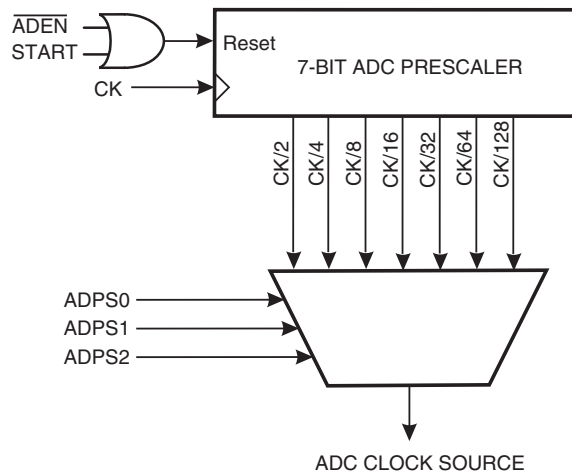 ADEN
START
Reset
7-BIT ADC PRESCALER
CK
CK/2
CK/4
CK/8
CK/16
CK/32
CK/64
CK/128
ADPS0
ADPS1
ADPS2
ADC CLOCK SOURCE